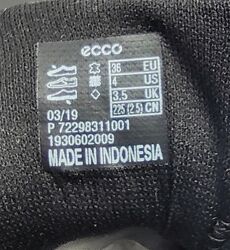 ecco
36 EU
4 US
3.5 UK
225 (2.5) CN
03/19
P 72298311001
1930602009
MADE IN INDONESIA